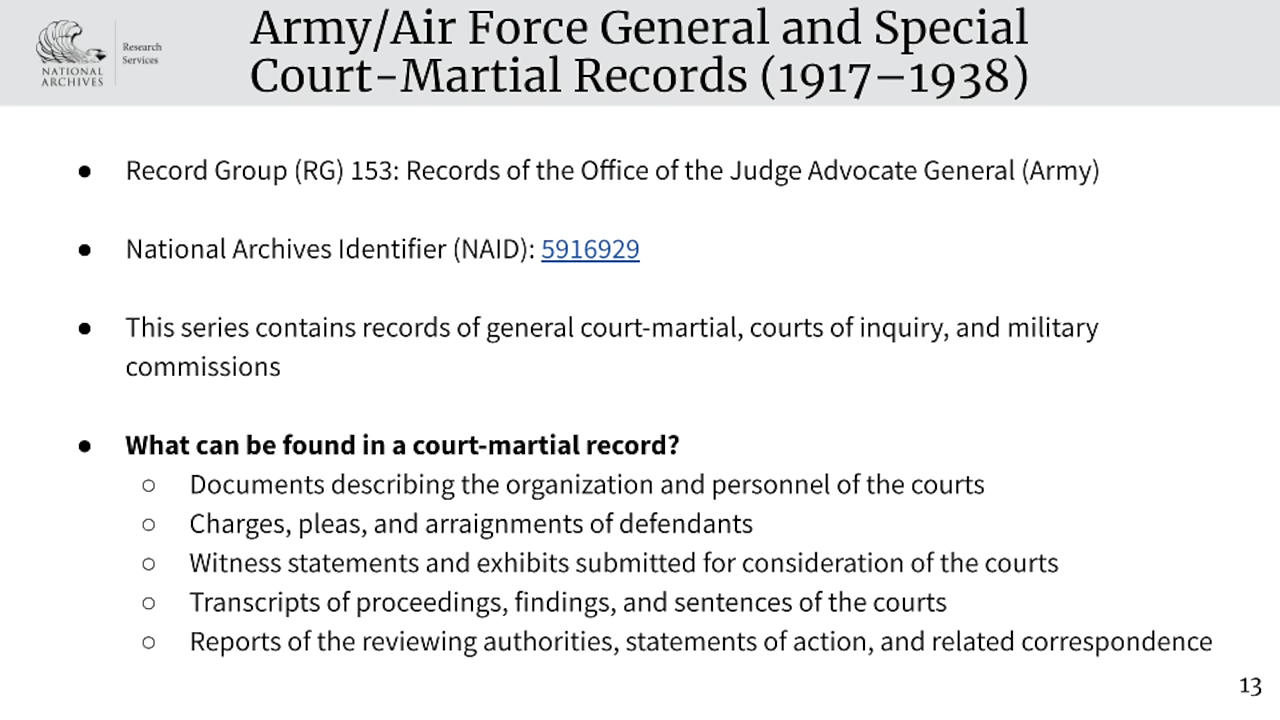 NATIONAL
ARCHIVES
Research
Services
Army/Air Force General and Special
Court-Martial Records (1917–1938)
● Record Group (RG) 153: Records of the Office of the Judge Advocate General (Army)
● National Archives Identifier (NAID): 5916929
● This series contains records of general court-martial, courts of inquiry, and military
commissions
● What can be found in a court-martial record?
○ Documents describing the organization and personnel of the courts
○ Charges, pleas, and arraignments of defendants
○ Witness statements and exhibits submitted for consideration of the courts
○ Transcripts of proceedings, findings, and sentences of the courts
○ Reports of the reviewing authorities, statements of action, and related correspondence
13